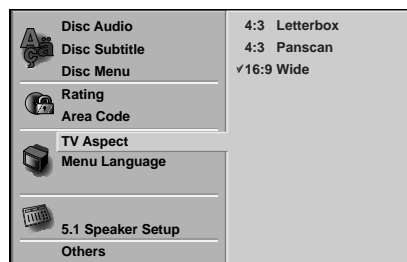 Disc Audio
Disc Subtitle
Disc Menu
Rating
Area Code
TV Aspect
Menu Language
5.1 Speaker Setup
Others
4:3 Letterbox
4:3 Panscan
✓16:9 Wide